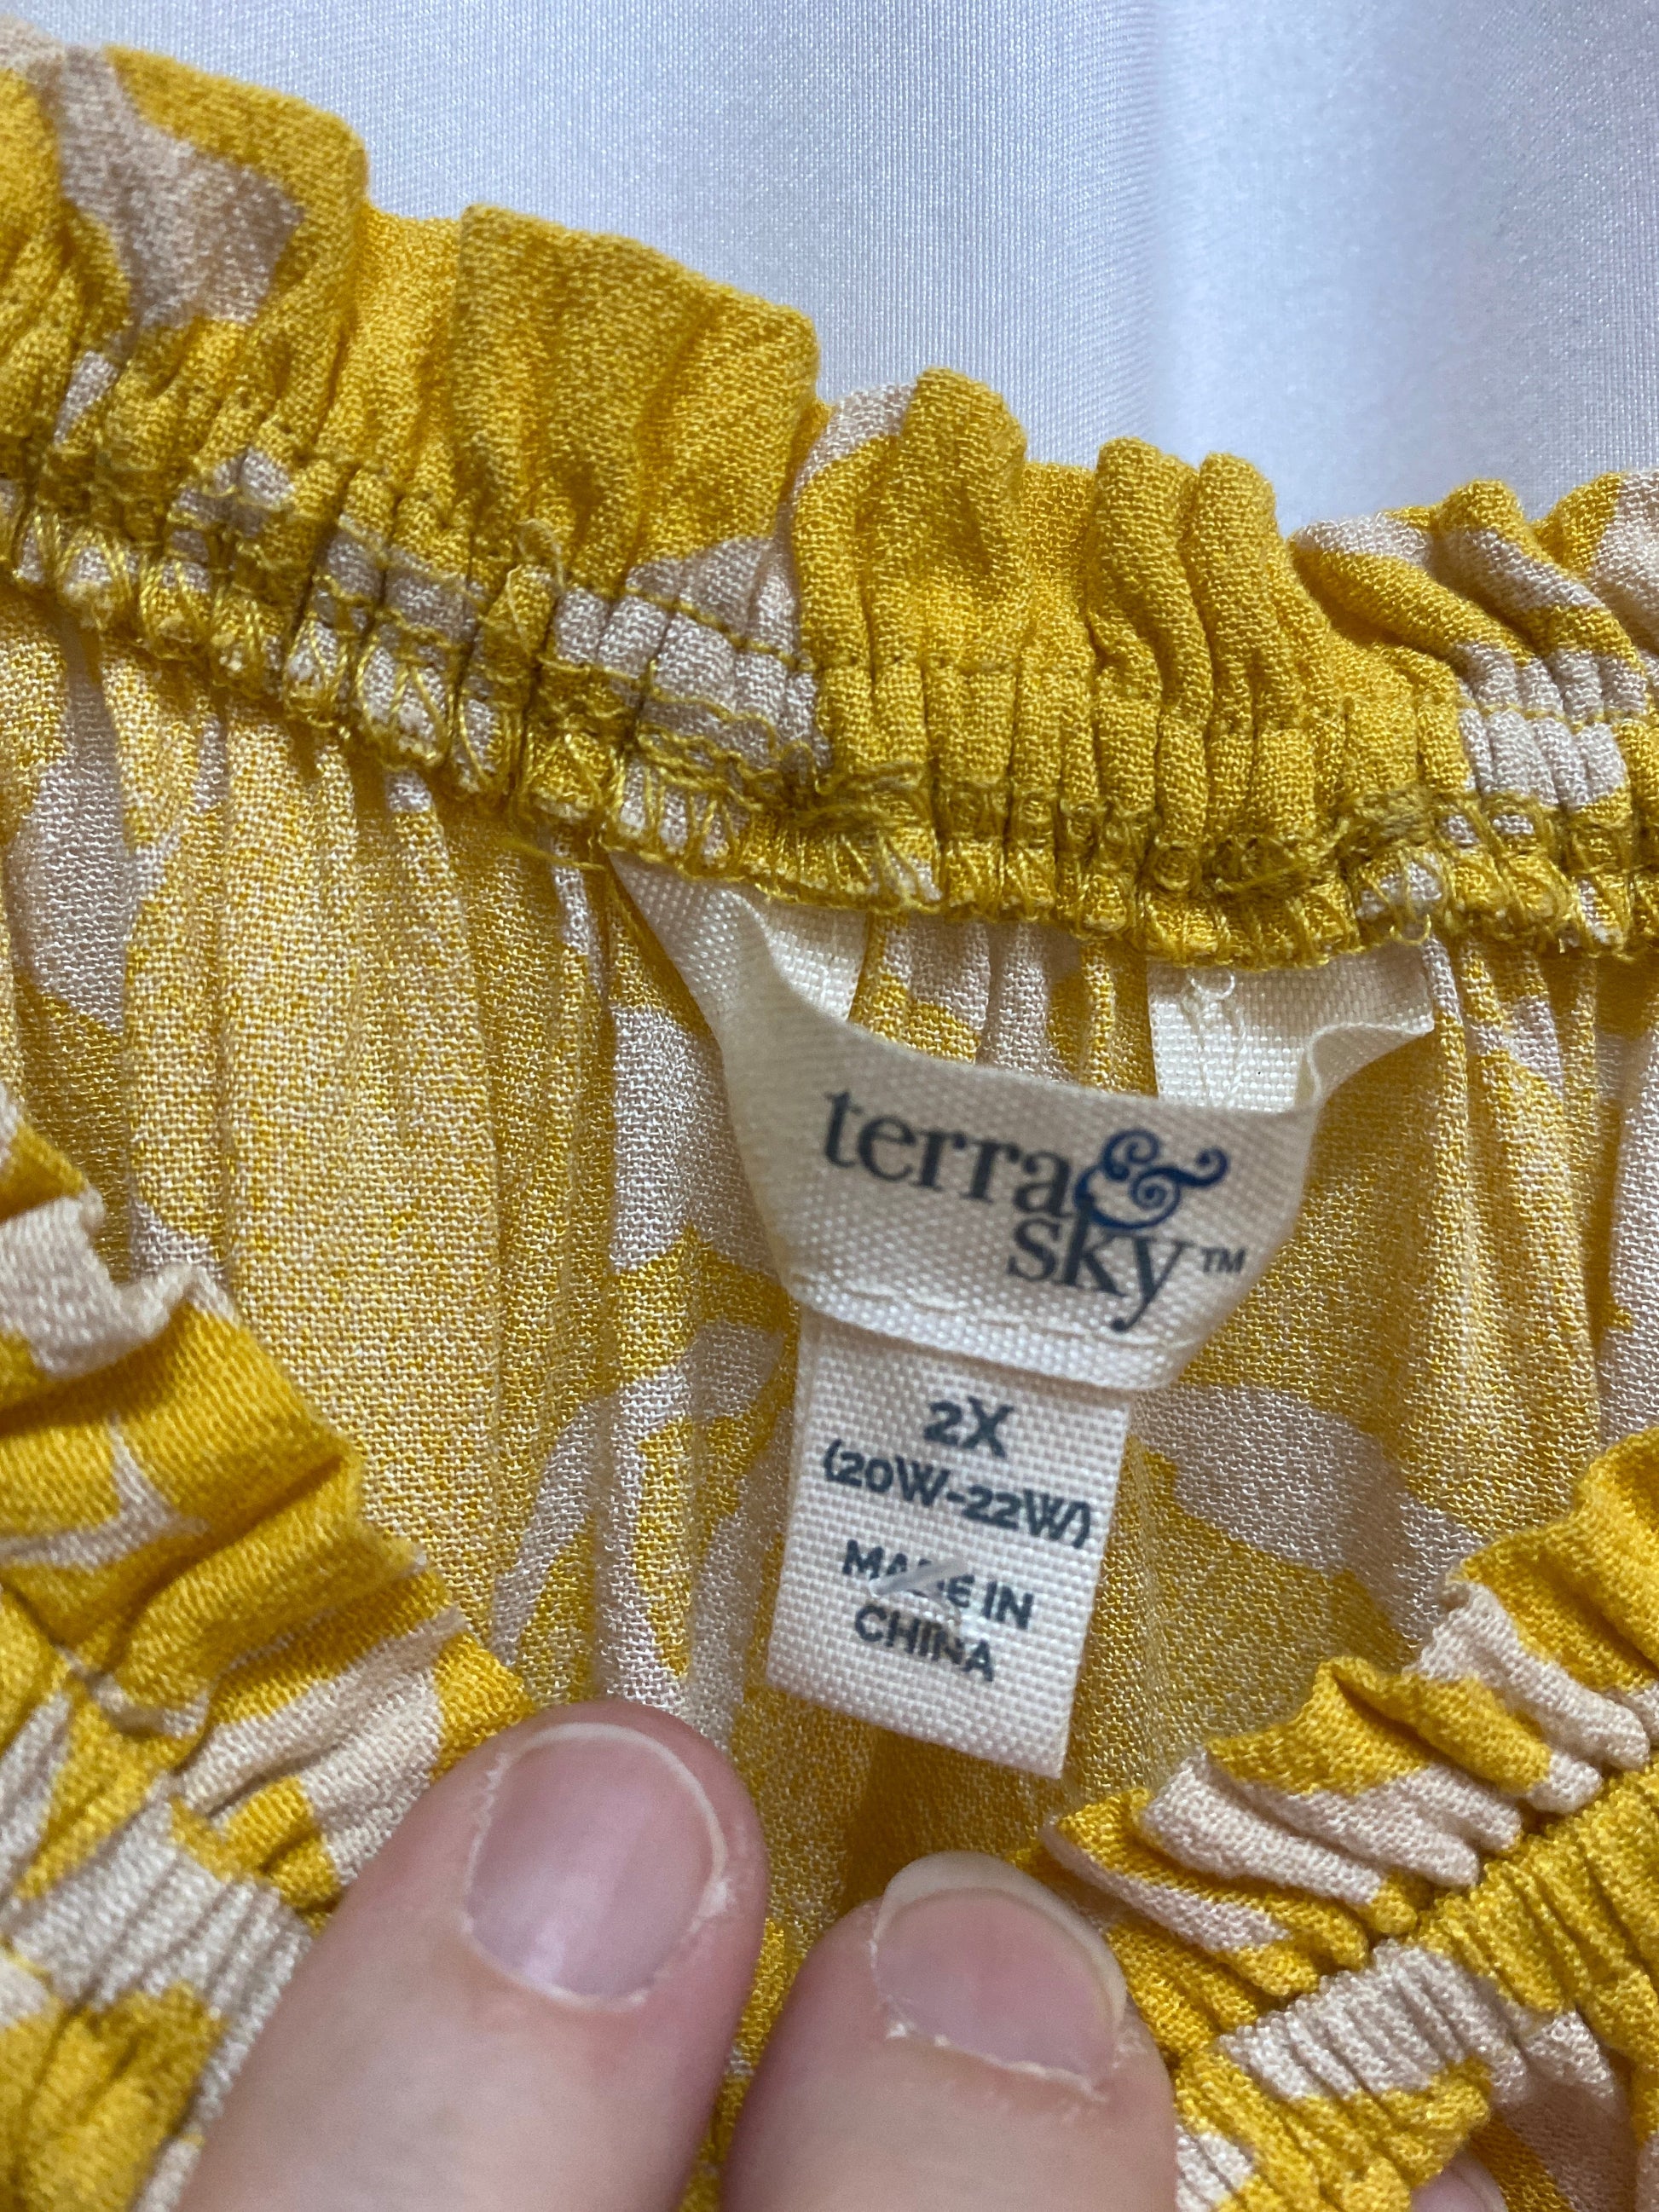 terra &
sky™
2X
(20W-22W)
MADE IN
CHINA